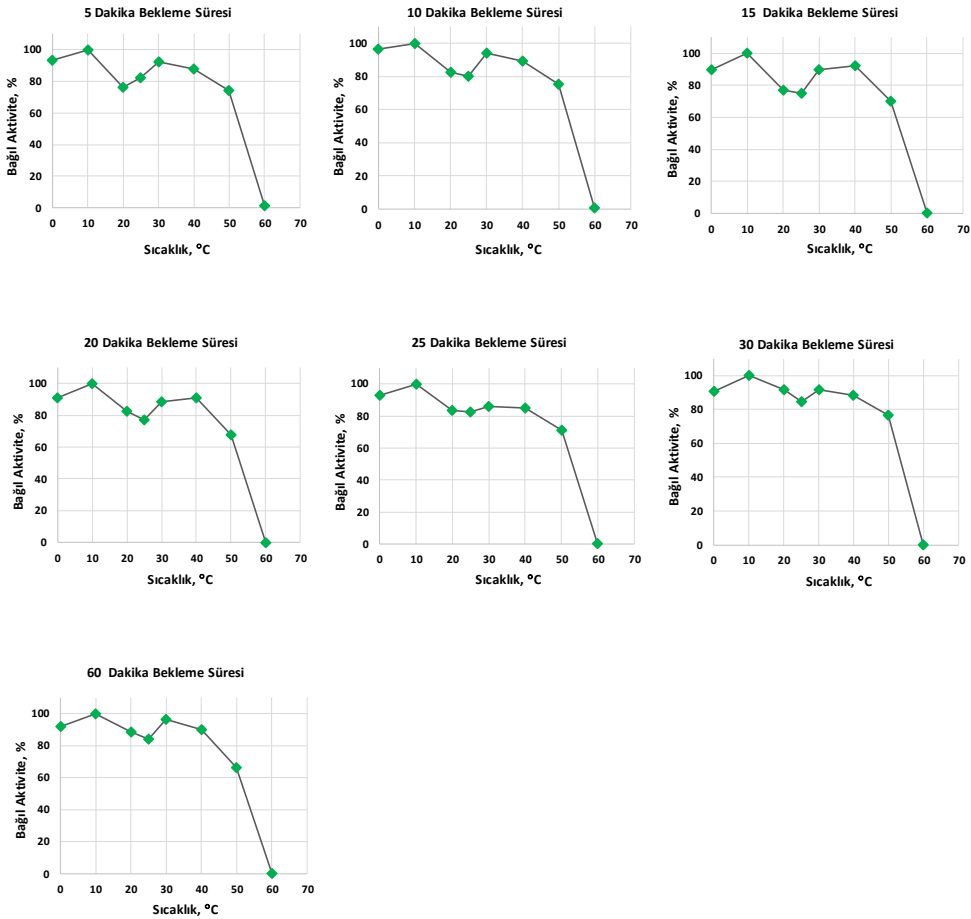 5 Dakika Bekleme Süresi
Bağıl Aktivite, %
100
80
60
40
20
0
0 10 20 30 40 50 60 70
Sıcaklık, °C
10 Dakika Bekleme Süresi
Bağıl Aktivite, %
100
80
60
40
20
0
0 10 20 30 40 50 60 70
Sıcaklık, °C
15 Dakika Bekleme Süresi
Bağıl Aktivite, %
100
80
60
40
20
0
0 10 20 30 40 50 60 70
Sıcaklık, °C
20 Dakika Bekleme Süresi
Bağıl Aktivite, %
100
80
60
40
20
0
0 10 20 30 40 50 60 70
Sıcaklık, °C
25 Dakika Bekleme Süresi
Bağıl Aktivite, %
100
80
60
40
20
0
0 10 20 30 40 50 60 70
Sıcaklık, °C
30 Dakika Bekleme Süresi
Bağıl Aktivite, %
100
80
60
40
20
0
0 10 20 30 40 50 60 70
Sıcaklık, °C
60 Dakika Bekleme Süresi
Bağıl Aktivite, %
100
80
60
40
20
0
0 10 20 30 40 50 60 70
Sıcaklık, °C